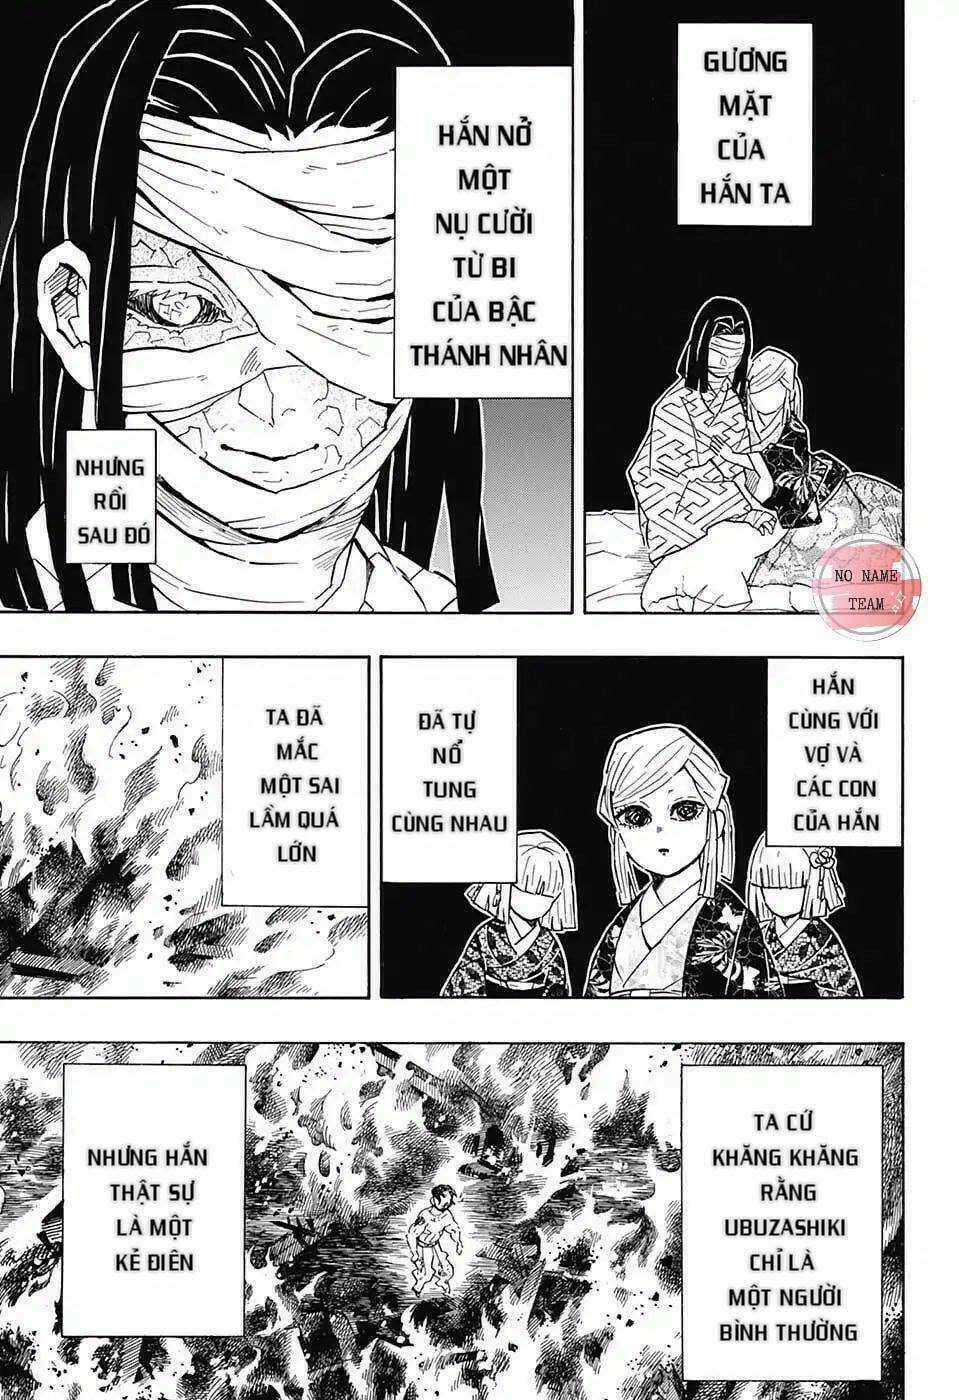 GƯƠNG
MẶT
CỦA
HẮN TA
HẮN NỞ
MỘT
NỤ CƯỜI
TỪ BI
CỦA BẬC
THÁNH NHÂN
NHƯNG
RỒI
SAU ĐÓ
NO NAME
TEAM
HẮN
CÙNG VỚI
VỢ VÀ
CÁC CON
CỦA HẮN
ĐÃ TỰ
NỔ
TUNG
CÙNG NHAU
TA ĐÃ
MẮC
MỘT SAI
LẦM QUÁ
LỚN
TA CỨ
KHĂNG KHĂNG
RẰNG
UBUZASHIKI
CHỈ LÀ
MỘT NGƯỜI
BÌNH THƯỜNG
NHƯNG HẮN
THẬT SỰ
LÀ MỘT
KẺ ĐIÊN